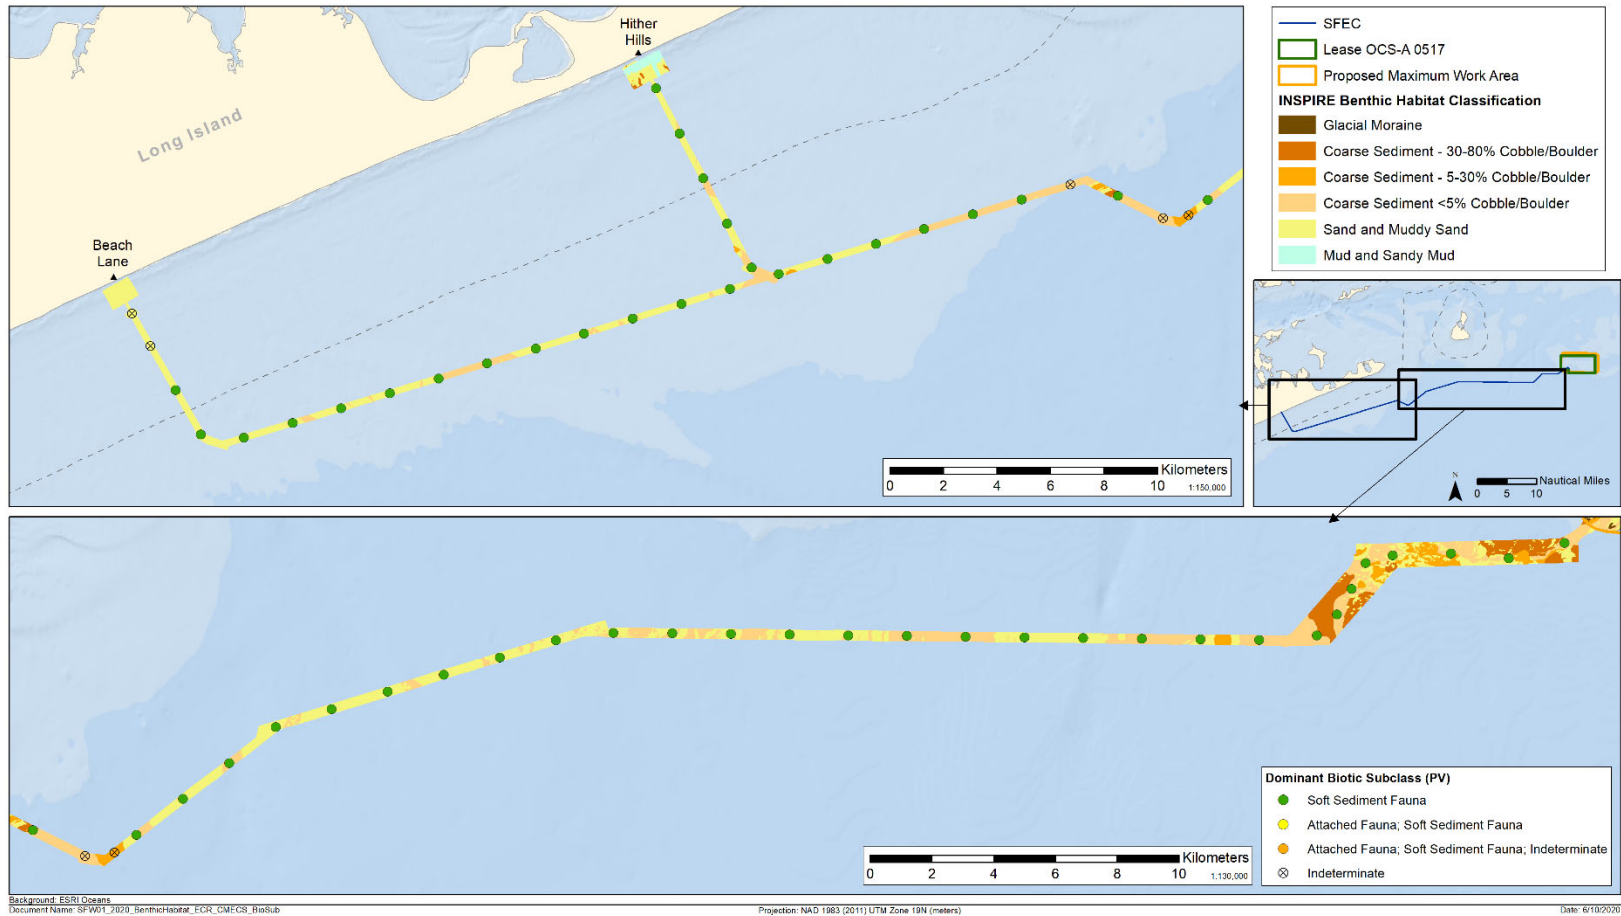 Hither
Hills
Long Island
Beach
Lane
Kilometers
0 2 4 6 8 10
1:150,000
SFEC
Lease OCS-A 0517
Proposed Maximum Work Area
INSPIRE Benthic Habitat Classification
Glacial Moraine
Coarse Sediment - 30-80% Cobble/Boulder
Coarse Sediment - 5-30% Cobble/Boulder
Coarse Sediment <5% Cobble/Boulder
Sand and Muddy Sand
Mud and Sandy Mud
N
Nautical Miles
0 5 10
Dominant Biotic Subclass (PV)
Soft Sediment Fauna
Attached Fauna; Soft Sediment Fauna
Attached Fauna; Soft Sediment Fauna; Indeterminate
Indeterminate
Kilometers
0 2 4 6 8 10
1:130,000
Background: ESRI Oceans
Document Name: SFW01_2020_BenthicHabitat_ECR_CMECS_BioSub
Projection: NAD 1983 (2011) UTM Zone 19N (meters)
Date: 6/10/2020